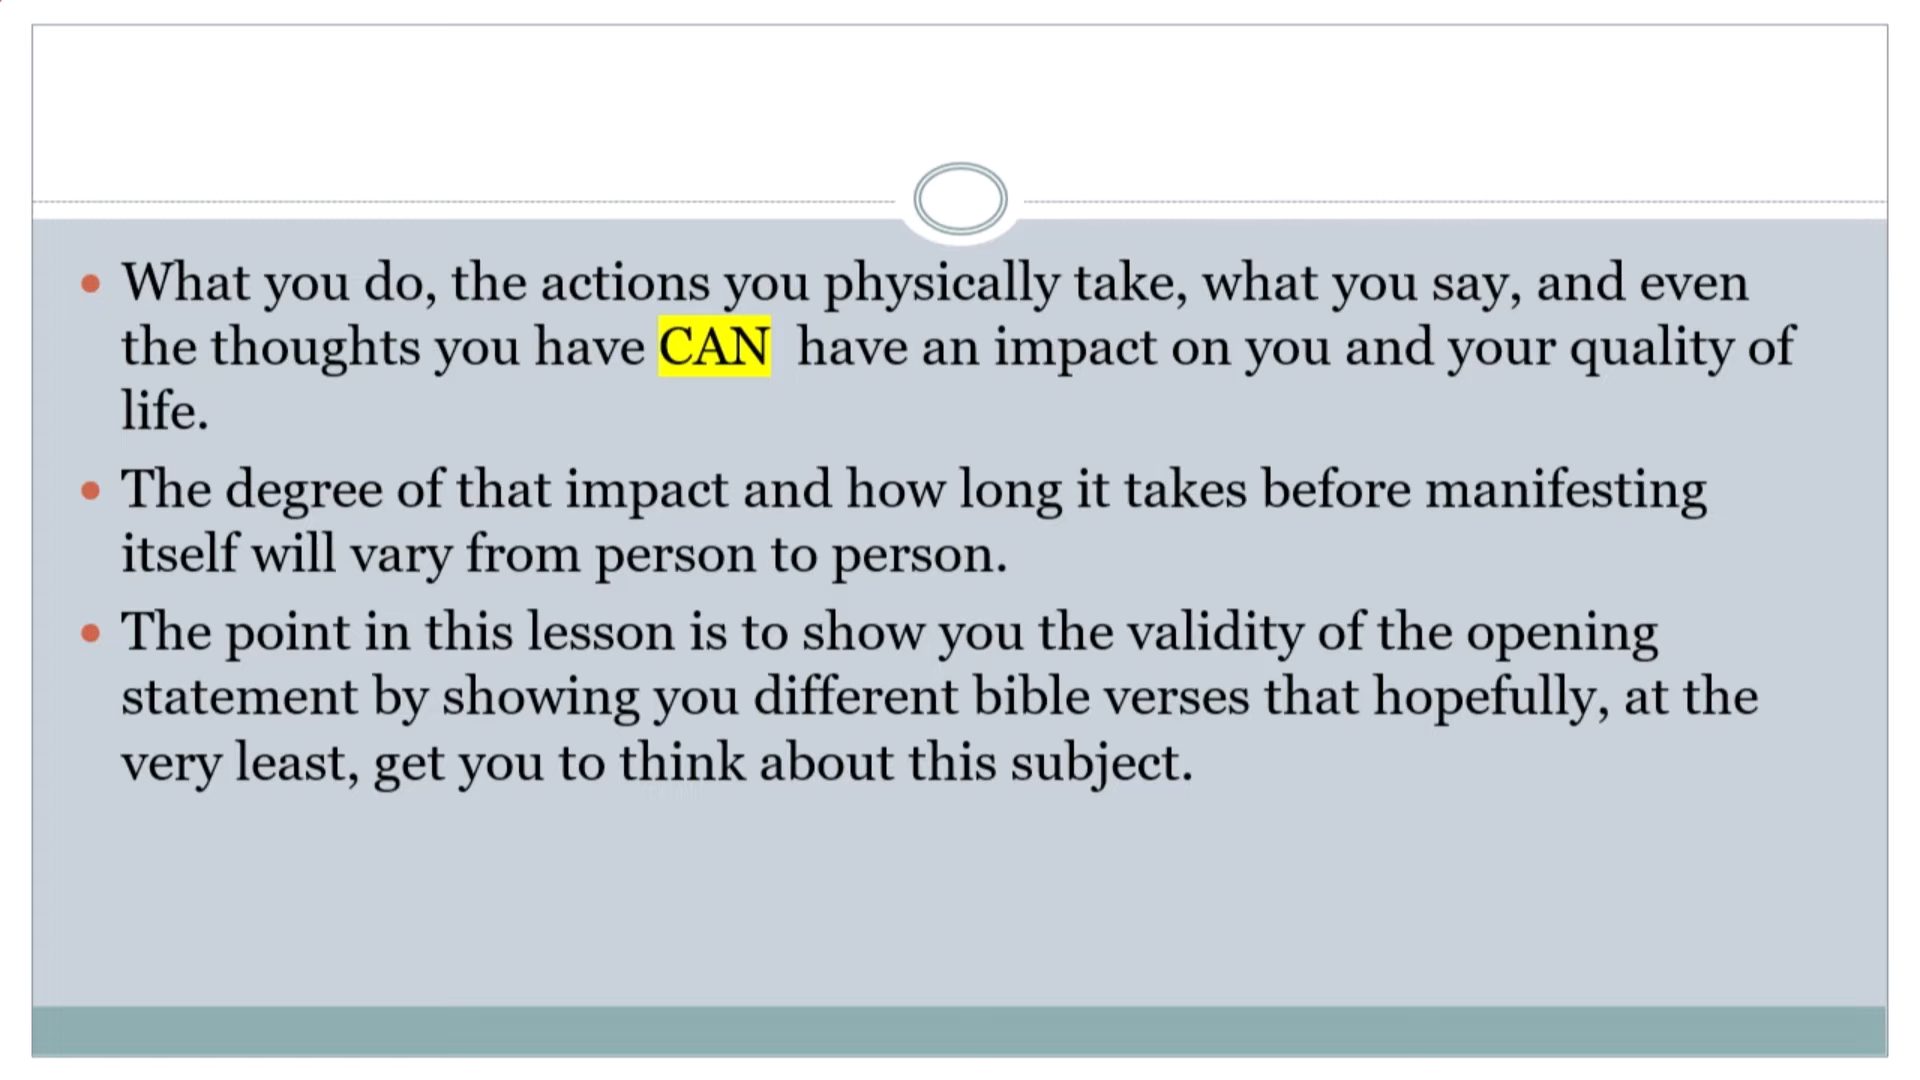 • What you do, the actions you physically take, what you say, and even
the thoughts you have CAN  have an impact on you and your quality of
life.
• The degree of that impact and how long it takes before manifesting
itself will vary from person to person.
• The point in this lesson is to show you the validity of the opening
statement by showing you different bible verses that hopefully, at the
very least, get you to think about this subject.